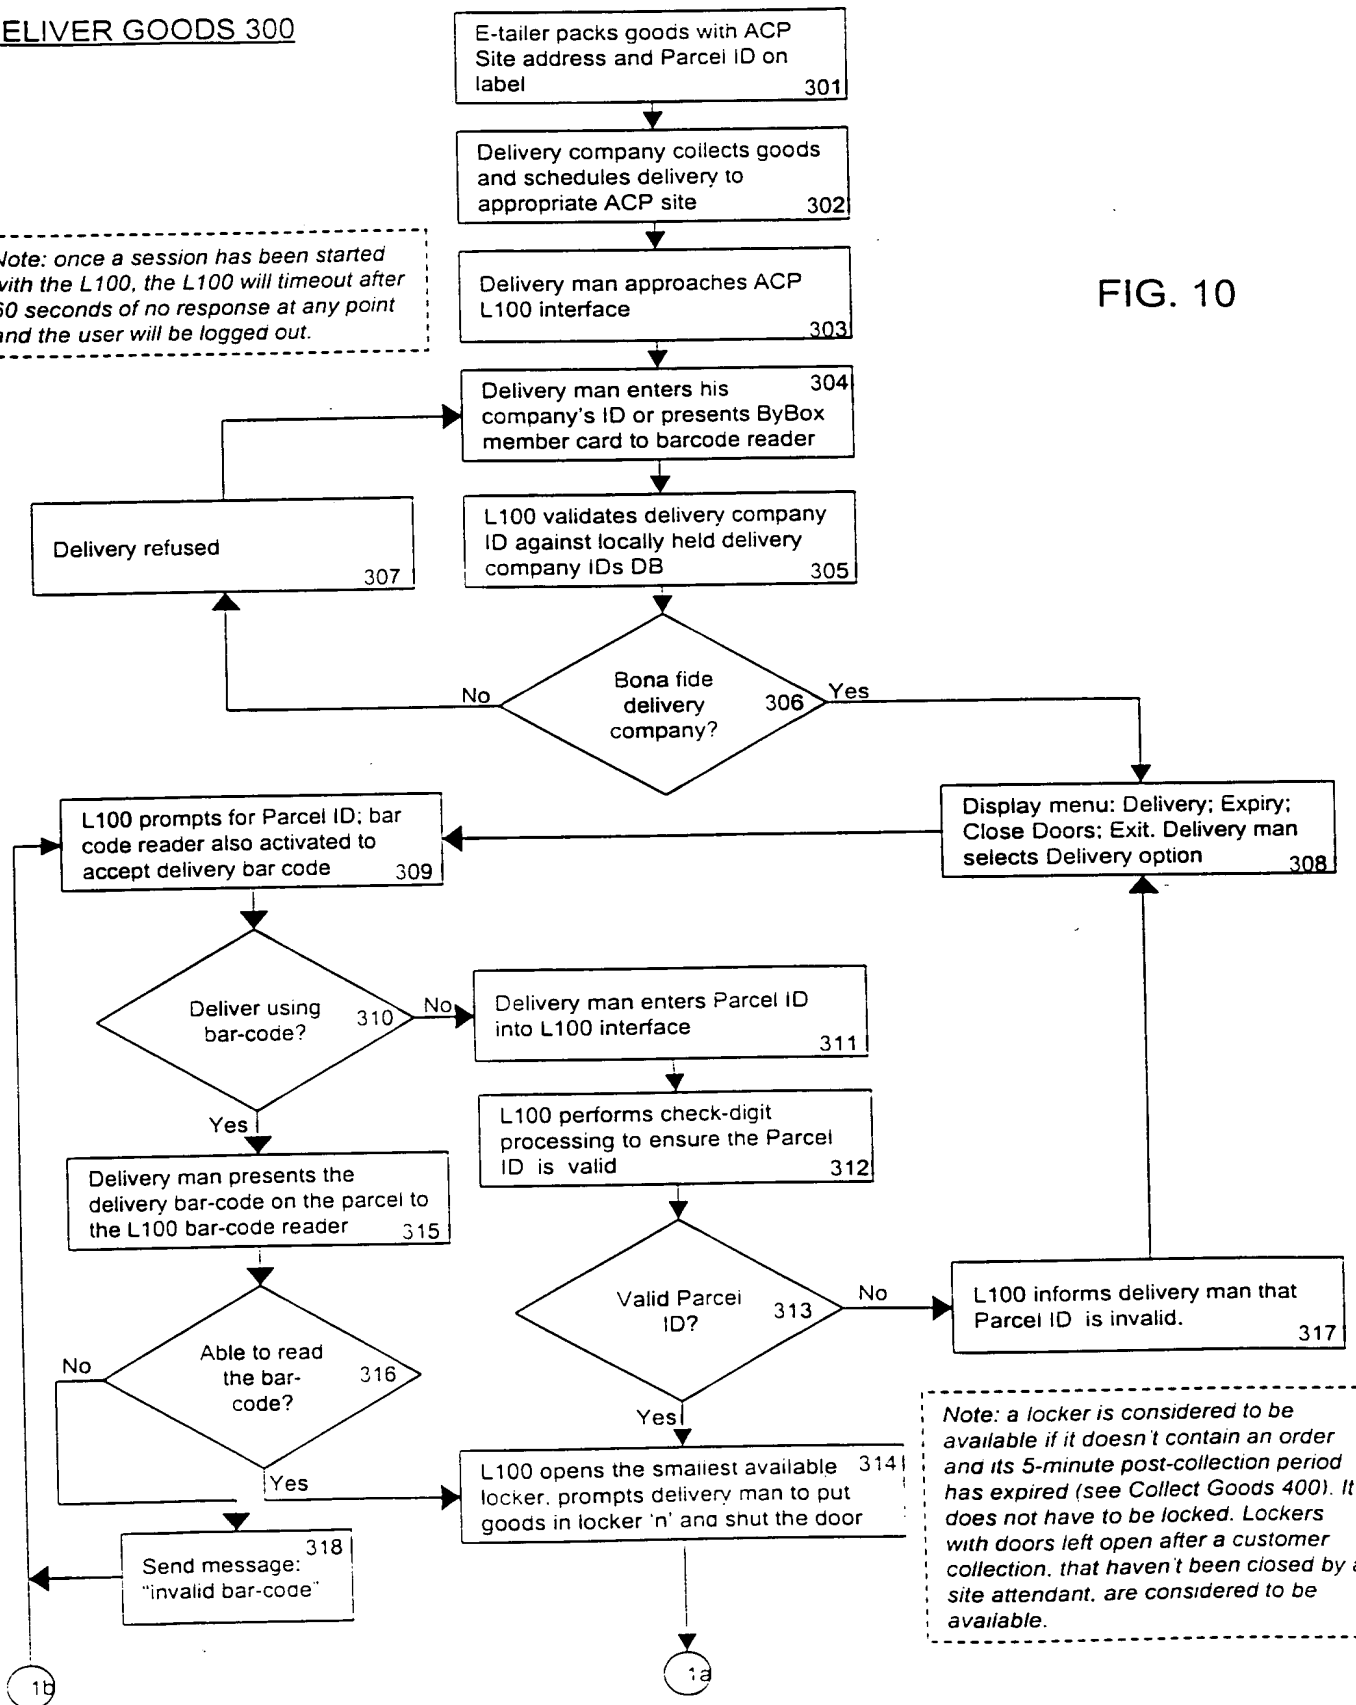 ELIVER GOODS 300
E-tailer packs goods with ACP
Site address and Parcel ID on
label
301
Delivery company collects goods
and schedules delivery to
appropriate ACP site
302
Note: once a session has been started
with the L100, the L100 will timeout after
60 seconds of no response at any point
and the user will be logged out.
Delivery man approaches ACP
L100 interface
303
FIG. 10
Delivery man enters his
304
company's ID or presents ByBox
member card to barcode reader
L100 validates delivery company
ID against locally held delivery
company IDs DB
305
Delivery refused
307
Bona fide
delivery
company?
306
No
Yes
L100 prompts for Parcel ID; bar
code reader also activated to
accept delivery bar code
309
Display menu: Delivery; Expiry;
Close Doors; Exit. Delivery man
selects Delivery option
308
Deliver using
bar-code?
310
No
Delivery man enters Parcel ID
into L100 interface
311
Yes
L100 performs check-digit
processing to ensure the Parcel
ID is valid
312
Delivery man presents the
delivery bar-code on the parcel to
the L100 bar-code reader
315
Valid Parcel
ID?
313
No
L100 informs delivery man that
Parcel ID is invalid.
317
Able to read
the bar-
code?
316
No
Yes
Yes
L100 opens the smallest available
314
locker, prompts delivery man to put
goods in locker 'n' and shut the door
Note: a locker is considered to be
available if it doesn't contain an order
and its 5-minute post-collection period
has expired (see Collect Goods 400). It
does not have to be locked. Lockers
with doors left open after a customer
collection, that haven't been closed by a
site attendant, are considered to be
available.
318
Send message:
"invalid bar-code"
1b
1a